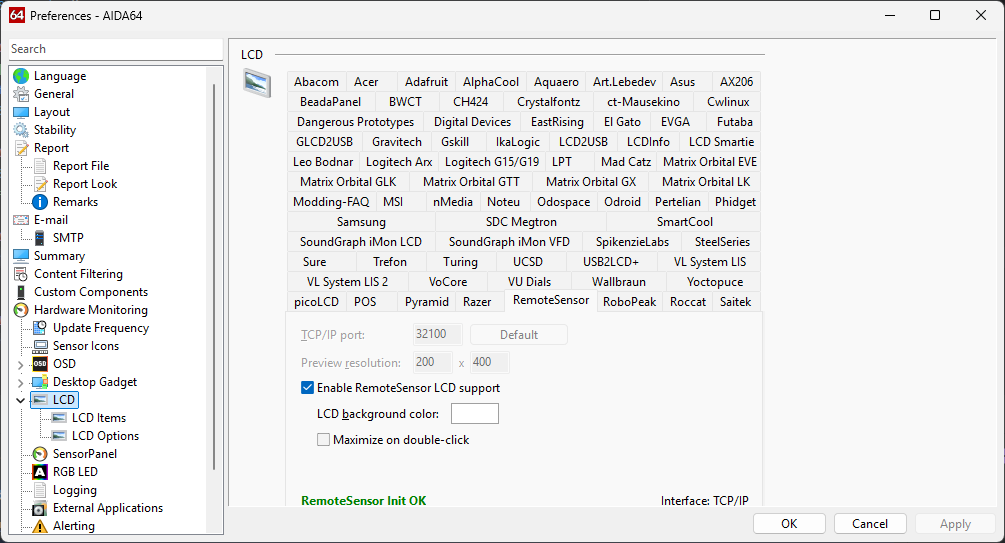 Preferences - AIDA64
Search
Language
General
Layout
Stability
Report
Report File
Report Look
Remarks
E-mail
SMTP
Summary
Content Filtering
Custom Components
Hardware Monitoring
Update Frequency
Sensor Icons
OSD
Desktop Gadget
LCD
LCD Items
LCD Options
SensorPanel
RGB LED
Logging
External Applications
Alerting
LCD
Abacom Acer Adafruit AlphaCool Aquaero Art.Lebedev Asus AX206
BeadaPanel BWCT CH424 Crystalfontz ct-Mausekino Cwlinux
Dangerous Prototypes Digital Devices EastRising El Gato EVGA Futaba
GLCD2USB Gravitech Gskill IkaLogic LCD2USB LCDInfo LCD Smartie
Leo Bodnar Logitech Arx Logitech G15/G19 LPT Mad Catz Matrix Orbital EVE
Matrix Orbital GLK Matrix Orbital GTT Matrix Orbital GX Matrix Orbital LK
Modding-FAQ MSI nMedia Noteu Odospace Odroid Pertelian Phidget
Samsung SDC Megtron SmartCool
SoundGraph iMon LCD SoundGraph iMon VFD SpikenzieLabs SteelSeries
Sure Trefon Turing UCSD USB2LCD+ VL System LIS
VL System LIS 2 VoCore VU Dials Wallbraun Yoctopuce
picoLCD POS Pyramid Razer RemoteSensor RoboPeak Roccat Saitek
TCP/IP port: 32100 Default
Preview resolution: 200 x 400
Enable RemoteSensor LCD support
LCD background color:
Maximize on double-click
RemoteSensor Init OK Interface: TCP/IP
OK Cancel Apply